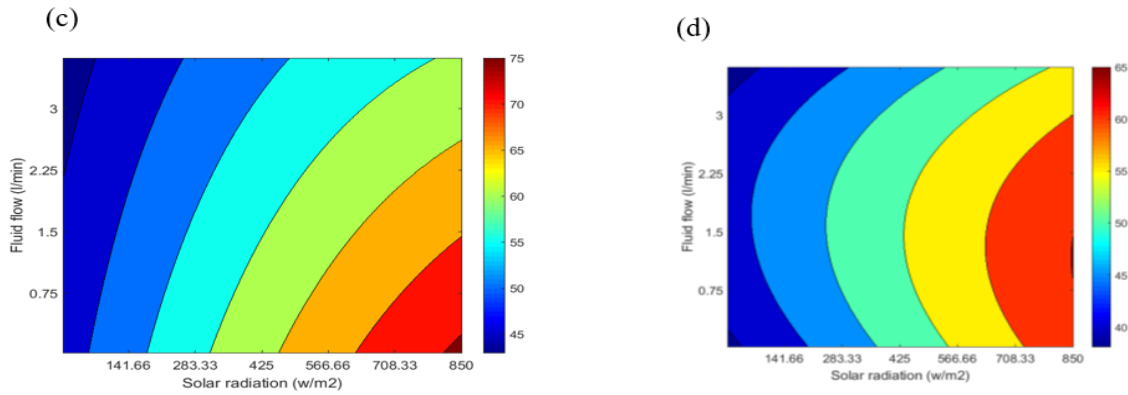 (c)
75
70
65
60
55
50
45
3
2.25
1.5
0.75
Fluid flow (l/min)
141.66 283.33 425 566.66 708.33 850
Solar radiation (w/m2)
(d)
65
60
55
50
45
40
3
2.25
1.5
0.75
Fluid flow (l/min)
141.66 283.33 425 566.66 708.33 850
Solar radiation (w/m2)